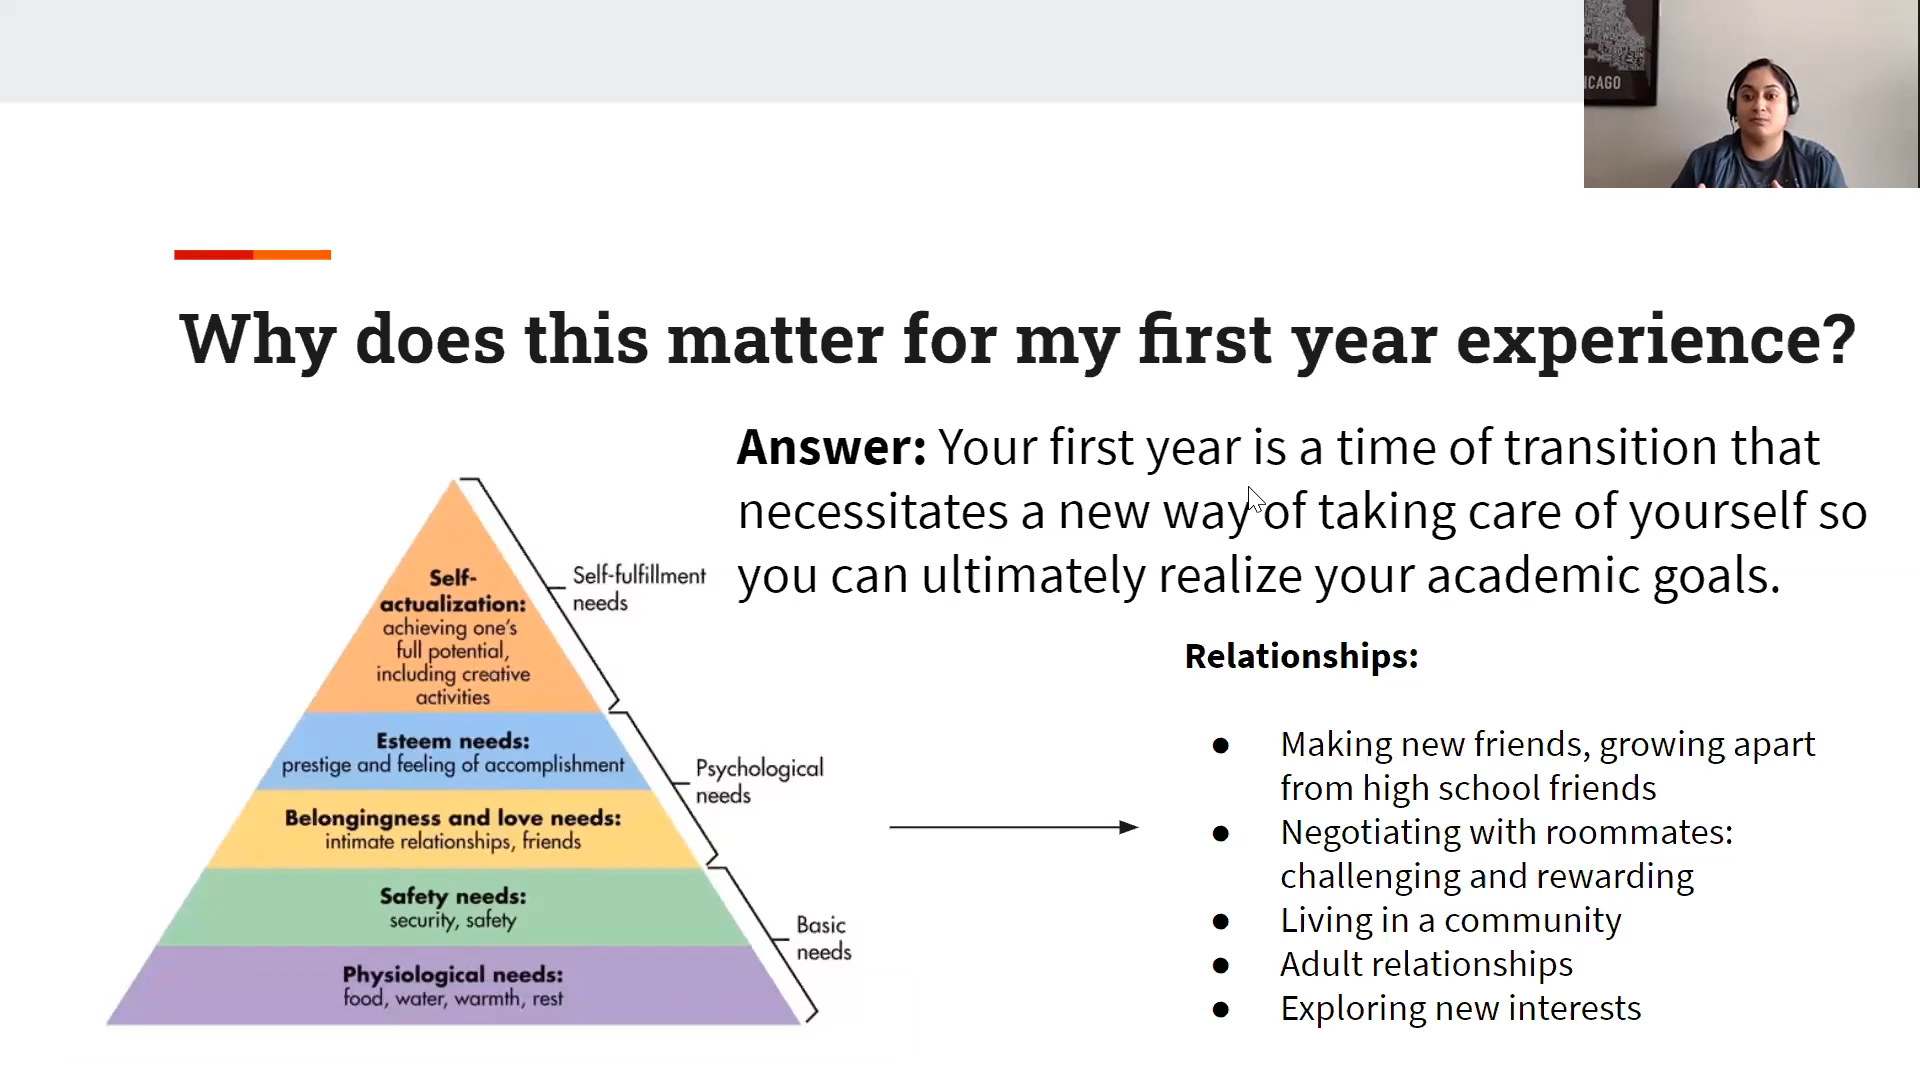 ICAGO
Why does this matter for my first year experience?
Answer: Your first year is a time of transition that
necessitates a new way of taking care of yourself so
you can ultimately realize your academic goals.
Self-
actualization:
achieving one's
full potential,
including creative
activities
Self-fulfillment
needs
Esteem needs:
prestige and feeling of accomplishment
Belongingness and love needs:
intimate relationships, friends
Psychological
needs
Safety needs:
security, safety
Physiological needs:
food, water, warmth, rest
Basic
needs
Relationships:
● Making new friends, growing apart
from high school friends
● Negotiating with roommates:
challenging and rewarding
● Living in a community
● Adult relationships
● Exploring new interests